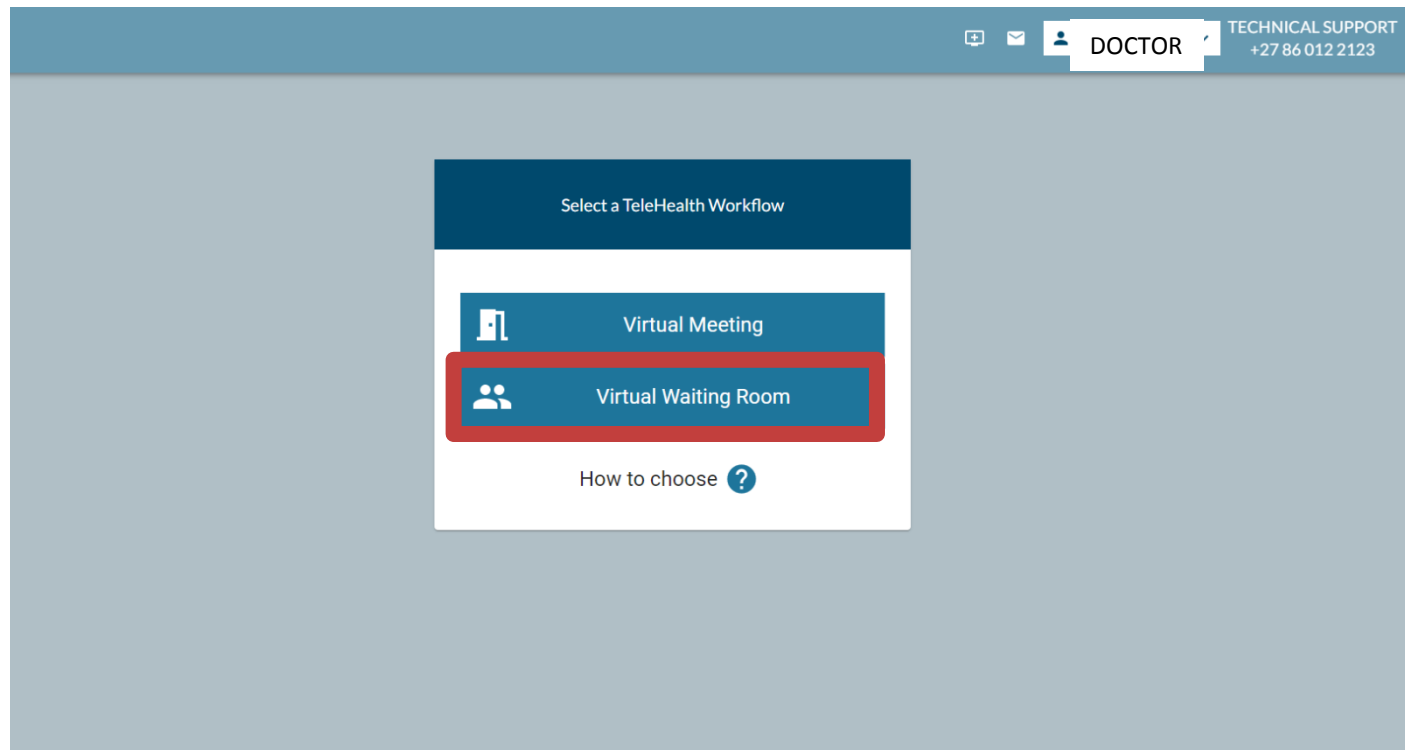 DOCTOR
TECHNICAL SUPPORT
+27 86 012 2123
Select a TeleHealth Workflow
Virtual Meeting
Virtual Waiting Room
How to choose ?